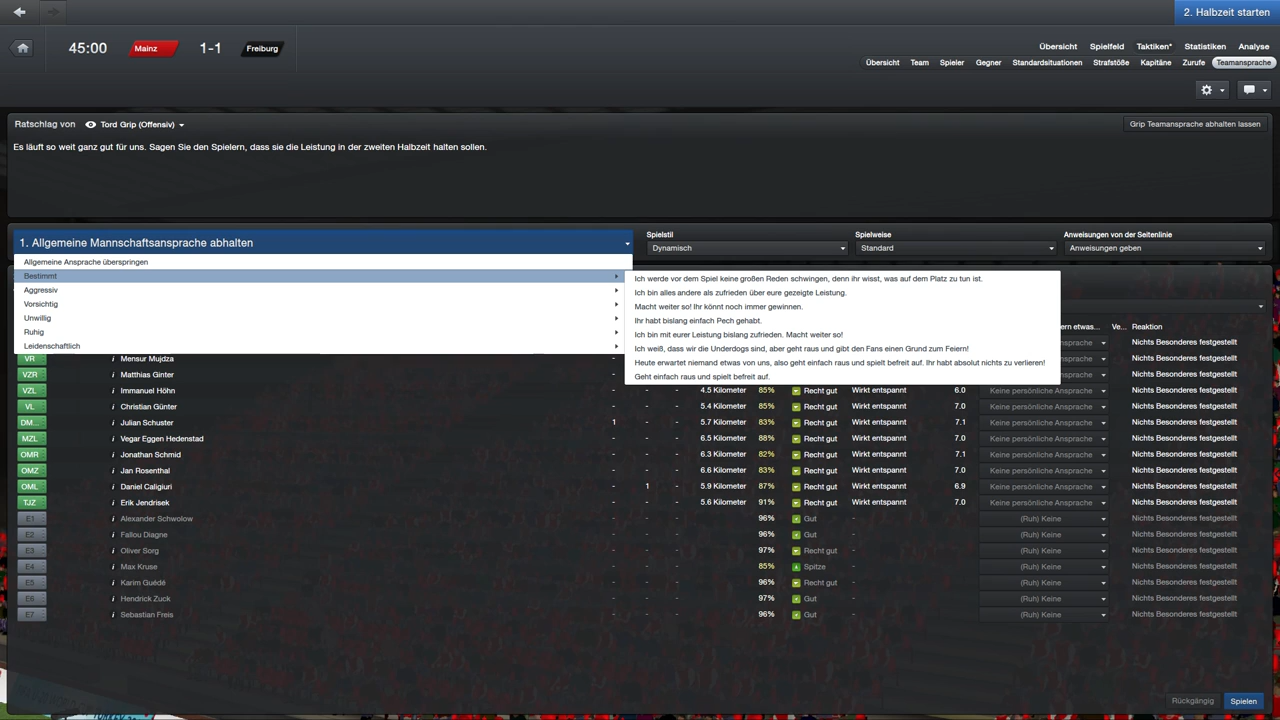 2. Halbzeit starten
45:00 Mainz 1-1 Freiburg
Übersicht Spielfeld Taktiken* Statistiken Analyse
Übersicht Team Spieler Gegner Standardsituationen Strafstöße Kapitäne Zurufe Teamansprache
Ratschlag von Tord Grip (Offensiv)
Grip Teamansprache abhalten lassen
Es läuft so weit ganz gut für uns. Sagen Sie den Spielern, dass sie die Leistung in der zweiten Halbzeit halten sollen.
Spielstil Spielweise Anweisungen von der Seitenlinie
1. Allgemeine Mannschaftsansprache abhalten
Dynamisch Standard Anweisungen geben
Allgemeine Ansprache überspringen
Bestimmt
Aggressiv
Vorsichtig
Unwillig
Ruhig
Leidenschaftlich
Ich werde vor dem Spiel keine großen Reden schwingen, denn ihr wisst, was auf dem Platz zu tun ist.
Ich bin alles andere als zufrieden über eure gezeigte Leistung.
Macht weiter so! Ihr könnt noch immer gewinnen.
Ihr habt bislang einfach Pech gehabt.
Ich bin mit eurer Leistung bislang zufrieden. Macht weiter so!
Ich weiß, dass wir die Underdogs sind, aber geht raus und gibt den Fans einen Grund zum Feiern!
Heute erwartet niemand etwas von uns, also geht einfach raus und spielt befreit auf. Ihr habt absolut nichts zu verlieren!
Geht einfach raus und spielt befreit auf.
ern etwas... Ve... Reaktion
Nichts Besonderes festgestellt
VR i Mensur Mujdza Nichts Besonderes festgestellt
VZR i Matthias Ginter Nichts Besonderes festgestellt
VZL i Immanuel Höhn - - - 4.5 Kilometer 85% Recht gut Wirkt entspannt 6.0 Keine persönliche Ansprache Nichts Besonderes festgestellt
VL i Christian Günter - - - 5.4 Kilometer 85% Recht gut Wirkt entspannt 7.0 Keine persönliche Ansprache Nichts Besonderes festgestellt
DM... i Julian Schuster 1 - - 5.7 Kilometer 83% Recht gut Wirkt entspannt 7.1 Keine persönliche Ansprache Nichts Besonderes festgestellt
MZL i Vegar Eggen Hedenstad - - - 6.5 Kilometer 88% Recht gut Wirkt entspannt 7.0 Keine persönliche Ansprache Nichts Besonderes festgestellt
OMR i Jonathan Schmid - - - 6.3 Kilometer 82% Recht gut Wirkt entspannt 7.1 Keine persönliche Ansprache Nichts Besonderes festgestellt
OMZ i Jan Rosenthal - - - 6.6 Kilometer 83% Recht gut Wirkt entspannt 7.0 Keine persönliche Ansprache Nichts Besonderes festgestellt
OML i Daniel Caligiuri - 1 - 5.9 Kilometer 87% Recht gut Wirkt entspannt 6.9 Keine persönliche Ansprache Nichts Besonderes festgestellt
TJZ i Erik Jendrisek - - - 5.6 Kilometer 91% Recht gut Wirkt entspannt 7.0 Keine persönliche Ansprache Nichts Besonderes festgestellt
E1 i Alexander Schwolow - - - 96% Gut - (Ruh) Keine Nichts Besonderes festgestellt
E2 i Fallou Diagne - - - 96% Gut - (Ruh) Keine Nichts Besonderes festgestellt
E3 i Oliver Sorg - - - 97% Recht gut - (Ruh) Keine Nichts Besonderes festgestellt
E4 i Max Kruse - - - 85% Spitze - (Ruh) Keine Nichts Besonderes festgestellt
E5 i Karim Guédé - - - 96% Recht gut - (Ruh) Keine Nichts Besonderes festgestellt
E6 i Hendrick Zuck - - - 97% Gut - (Ruh) Keine Nichts Besonderes festgestellt
E7 i Sebastian Freis - - - 96% Gut - (Ruh) Keine Nichts Besonderes festgestellt
Rückgängig Spielen